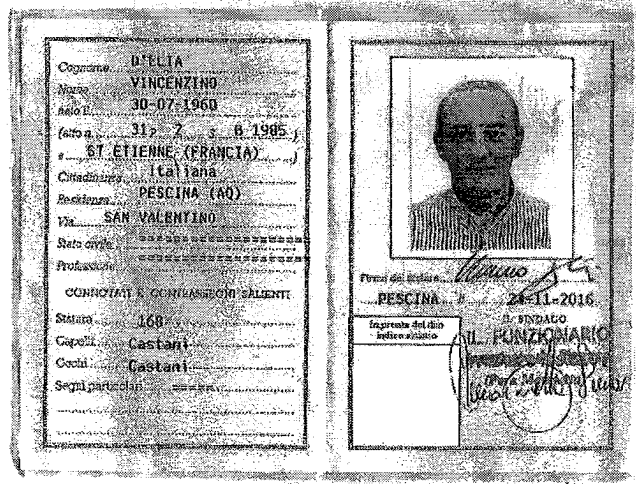 Cognome D'ELIA
Nome VINCENZINO
nato il 30-07-1960
(atto n. 31 P. 2 S. B 1985)
a ST ETIENNE (FRANCIA)
Cittadinanza Italiana
Residenza PESCINA (AQ)
Via SAN VALENTINO
Stato civile ================
Professione ================
CONNOTATI E CONTRASSEGNI SALIENTI
Statura 168
Capelli Castani
Occhi Castani
Segni particolari =====
Firma del titolare
PESCINA li 24-11-2016
Impronta del dito
indice sinistro
IL SINDACO
IL FUNZIONARIO